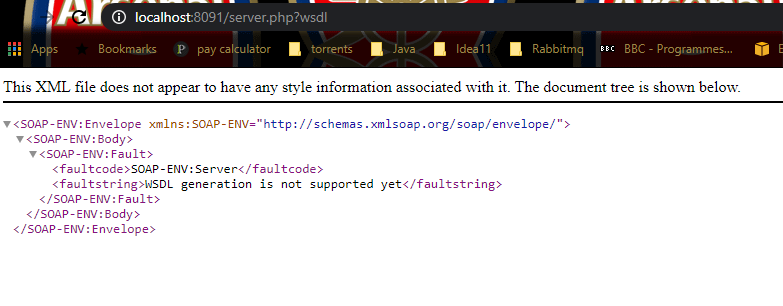 Arsenal
localhost:8091/server.php?wsdl
Apps Bookmarks P pay calculator torrents Java Idea11 Rabbitmq BBC BBC - Programmes...
This XML file does not appear to have any style information associated with it. The document tree is shown below.
▼<SOAP-ENV:Envelope xmlns:SOAP-ENV="http://schemas.xmlsoap.org/soap/envelope/">
▼<SOAP-ENV:Body>
▼<SOAP-ENV:Fault>
<faultcode>SOAP-ENV:Server</faultcode>
<faultstring>WSDL generation is not supported yet</faultstring>
</SOAP-ENV:Fault>
</SOAP-ENV:Body>
</SOAP-ENV:Envelope>